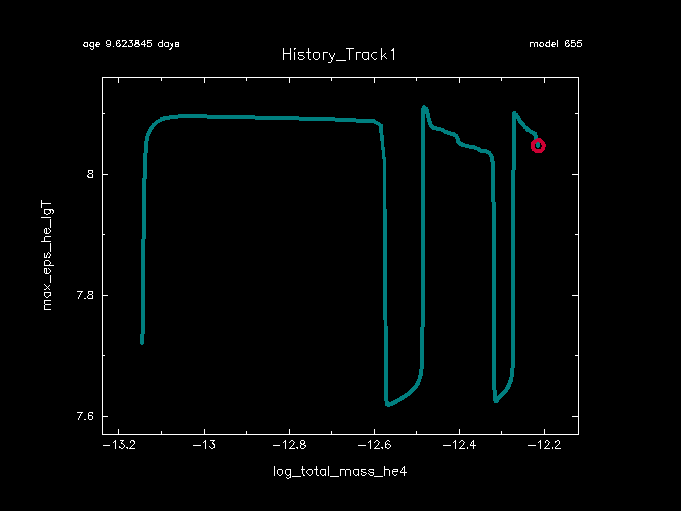 age 9.623845 days
model 655
History_Track1
8
7.8
7.6
max_eps_he_lgT
−13.2
−13
−12.8
−12.6
−12.4
−12.2
log_total_mass_he4